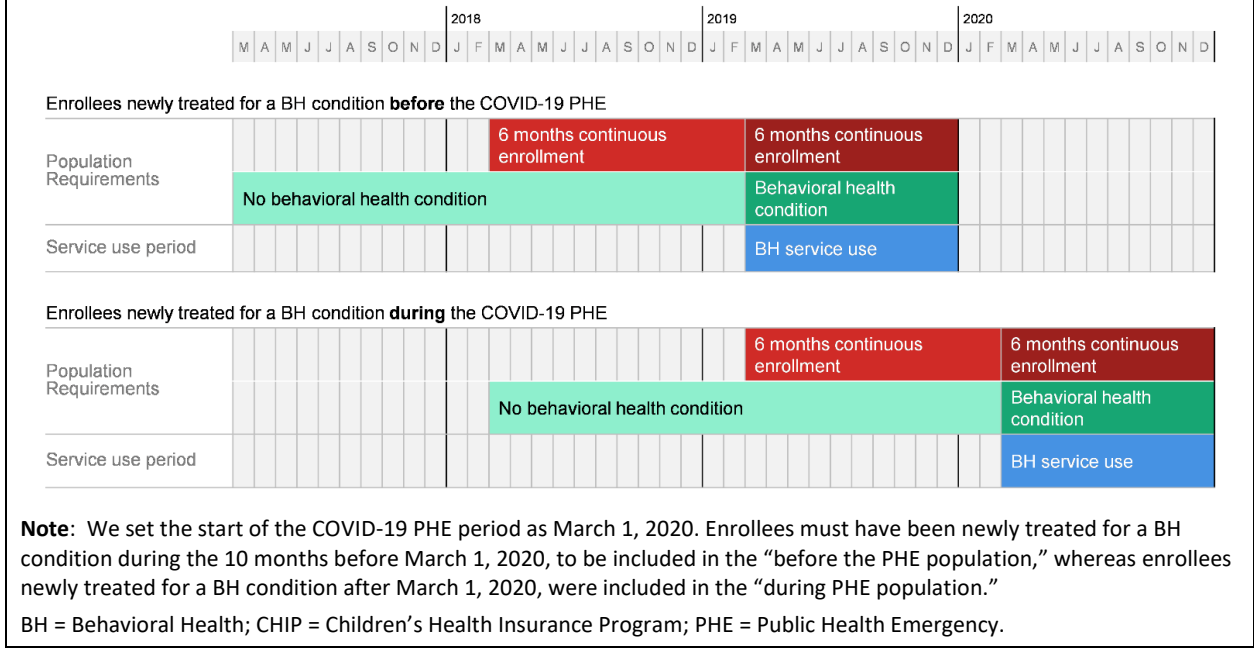 2018 2019 2020
M A M J J A S O N D J F M A M J J A S O N D J F M A M J J A S O N D J F M A M J J A S O N D
Enrollees newly treated for a BH condition before the COVID-19 PHE
Population
Requirements
6 months continuous
enrollment
6 months continuous
enrollment
No behavioral health condition
Behavioral health
condition
Service use period
BH service use
Enrollees newly treated for a BH condition during the COVID-19 PHE
Population
Requirements
6 months continuous
enrollment
6 months continuous
enrollment
No behavioral health condition
Behavioral health
condition
Service use period
BH service use
Note: We set the start of the COVID-19 PHE period as March 1, 2020. Enrollees must have been newly treated for a BH
condition during the 10 months before March 1, 2020, to be included in the “before the PHE population,” whereas enrollees
newly treated for a BH condition after March 1, 2020, were included in the “during PHE population.”
BH = Behavioral Health; CHIP = Children’s Health Insurance Program; PHE = Public Health Emergency.